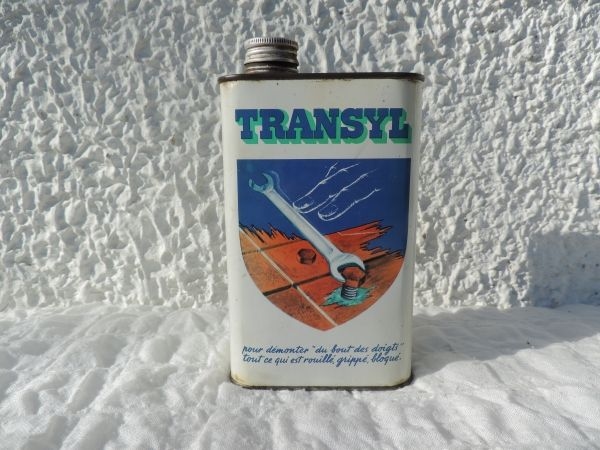 TRANSYL
pour démonter "du bout des doigts"
tout ce qui est rouillé, grippé, bloqué.